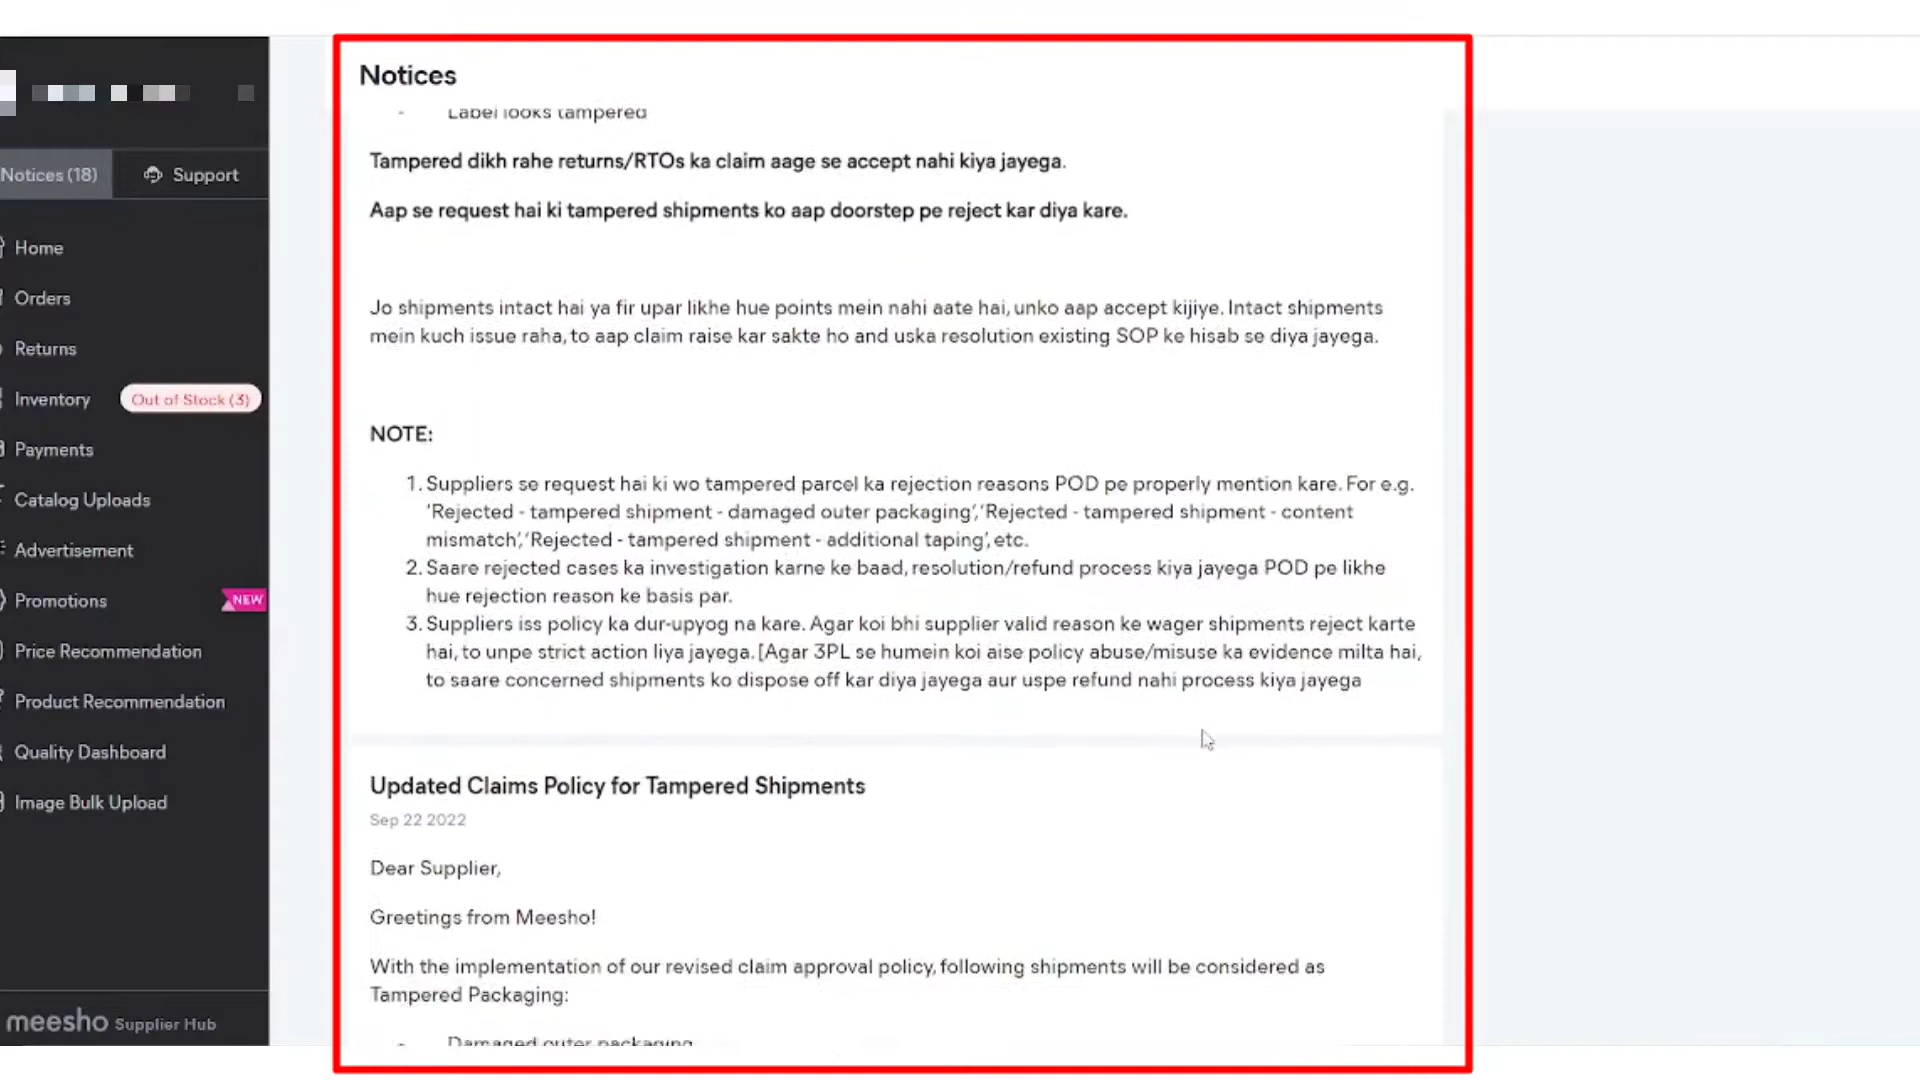 Notices
- Label looks tampered
Tampered dikh rahe returns/RTOs ka claim aage se accept nahi kiya jayega.
Notices (18)
Support
Aap se request hai ki tampered shipments ko aap doorstep pe reject kar diya kare.
Home
Orders
Jo shipments intact hai ya fir upar likhe hue points mein nahi aate hai, unko aap accept kijiye. Intact shipments
mein kuch issue raha, to aap claim raise kar sakte ho and uska resolution existing SOP ke hisab se diya jayega.
Returns
Inventory
Out of Stock (3)
Payments
Catalog Uploads
Advertisement
Promotions
NEW
Price Recommendation
Product Recommendation
Quality Dashboard
Image Bulk Upload
NOTE:
1. Suppliers se request hai ki wo tampered parcel ka rejection reasons POD pe properly mention kare. For e.g.
'Rejected - tampered shipment - damaged outer packaging', 'Rejected - tampered shipment - content
mismatch', 'Rejected - tampered shipment - additional taping', etc.
2. Saare rejected cases ka investigation karne ke baad, resolution/refund process kiya jayega POD pe likhe
hue rejection reason ke basis par.
3. Suppliers iss policy ka dur-upyog na kare. Agar koi bhi supplier valid reason ke wager shipments reject karte
hai, to unpe strict action liya jayega. [Agar 3PL se humein koi aise policy abuse/misuse ka evidence milta hai,
to saare concerned shipments ko dispose off kar diya jayega aur uspe refund nahi process kiya jayega
Updated Claims Policy for Tampered Shipments
Sep 22 2022
Dear Supplier,
Greetings from Meesho!
With the implementation of our revised claim approval policy, following shipments will be considered as
Tampered Packaging:
- Damaged outer packaging
meesho Supplier Hub